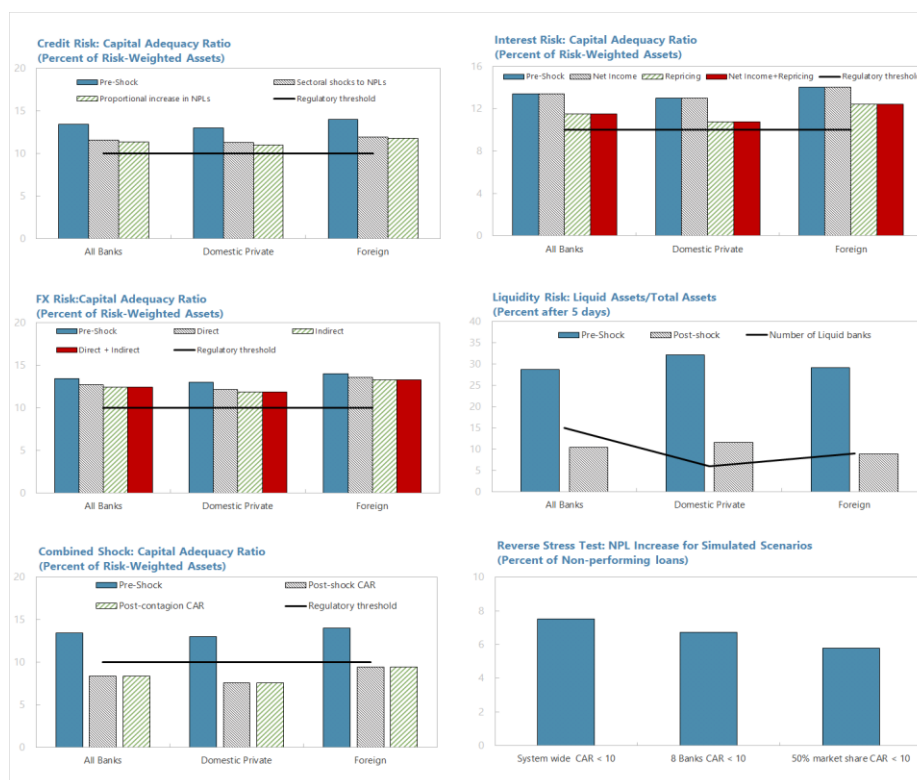 Credit Risk: Capital Adequacy Ratio
(Percent of Risk-Weighted Assets)
20
Pre-Shock
Sectoral shocks to NPLs
Proportional increase in NPLs
Regulatory threshold
15
10
5
0
All Banks
Domestic Private
Foreign
Interest Risk: Capital Adequacy Ratio
(Percent of Risk-Weighted Assets)
16
Pre-Shock
Net Income
Repricing
Net Income+Repricing
Regulatory threshold
12
8
4
0
All Banks
Domestic Private
Foreign
FX Risk:Capital Adequacy Ratio
(Percent of Risk-Weighted Assets)
20
Pre-Shock
Direct
Indirect
Direct + Indirect
Regulatory threshold
15
10
5
0
All Banks
Domestic Private
Foreign
Liquidity Risk: Liquid Assets/Total Assets
(Percent after 5 days)
40
Pre-Shock
Post-shock
Number of Liquid banks
35
30
25
20
15
10
5
0
All Banks
Domestic Private
Foreign
Combined Shock: Capital Adequacy Ratio
(Percent of Risk-Weighted Assets)
20
Pre-Shock
Post-shock CAR
Post-contagion CAR
Regulatory threshold
15
10
5
0
All Banks
Domestic Private
Foreign
Reverse Stress Test: NPL Increase for Simulated Scenarios
(Percent of Non-performing loans)
10
8
6
4
2
0
System wide CAR < 10
8 Banks CAR < 10
50% market share CAR < 10